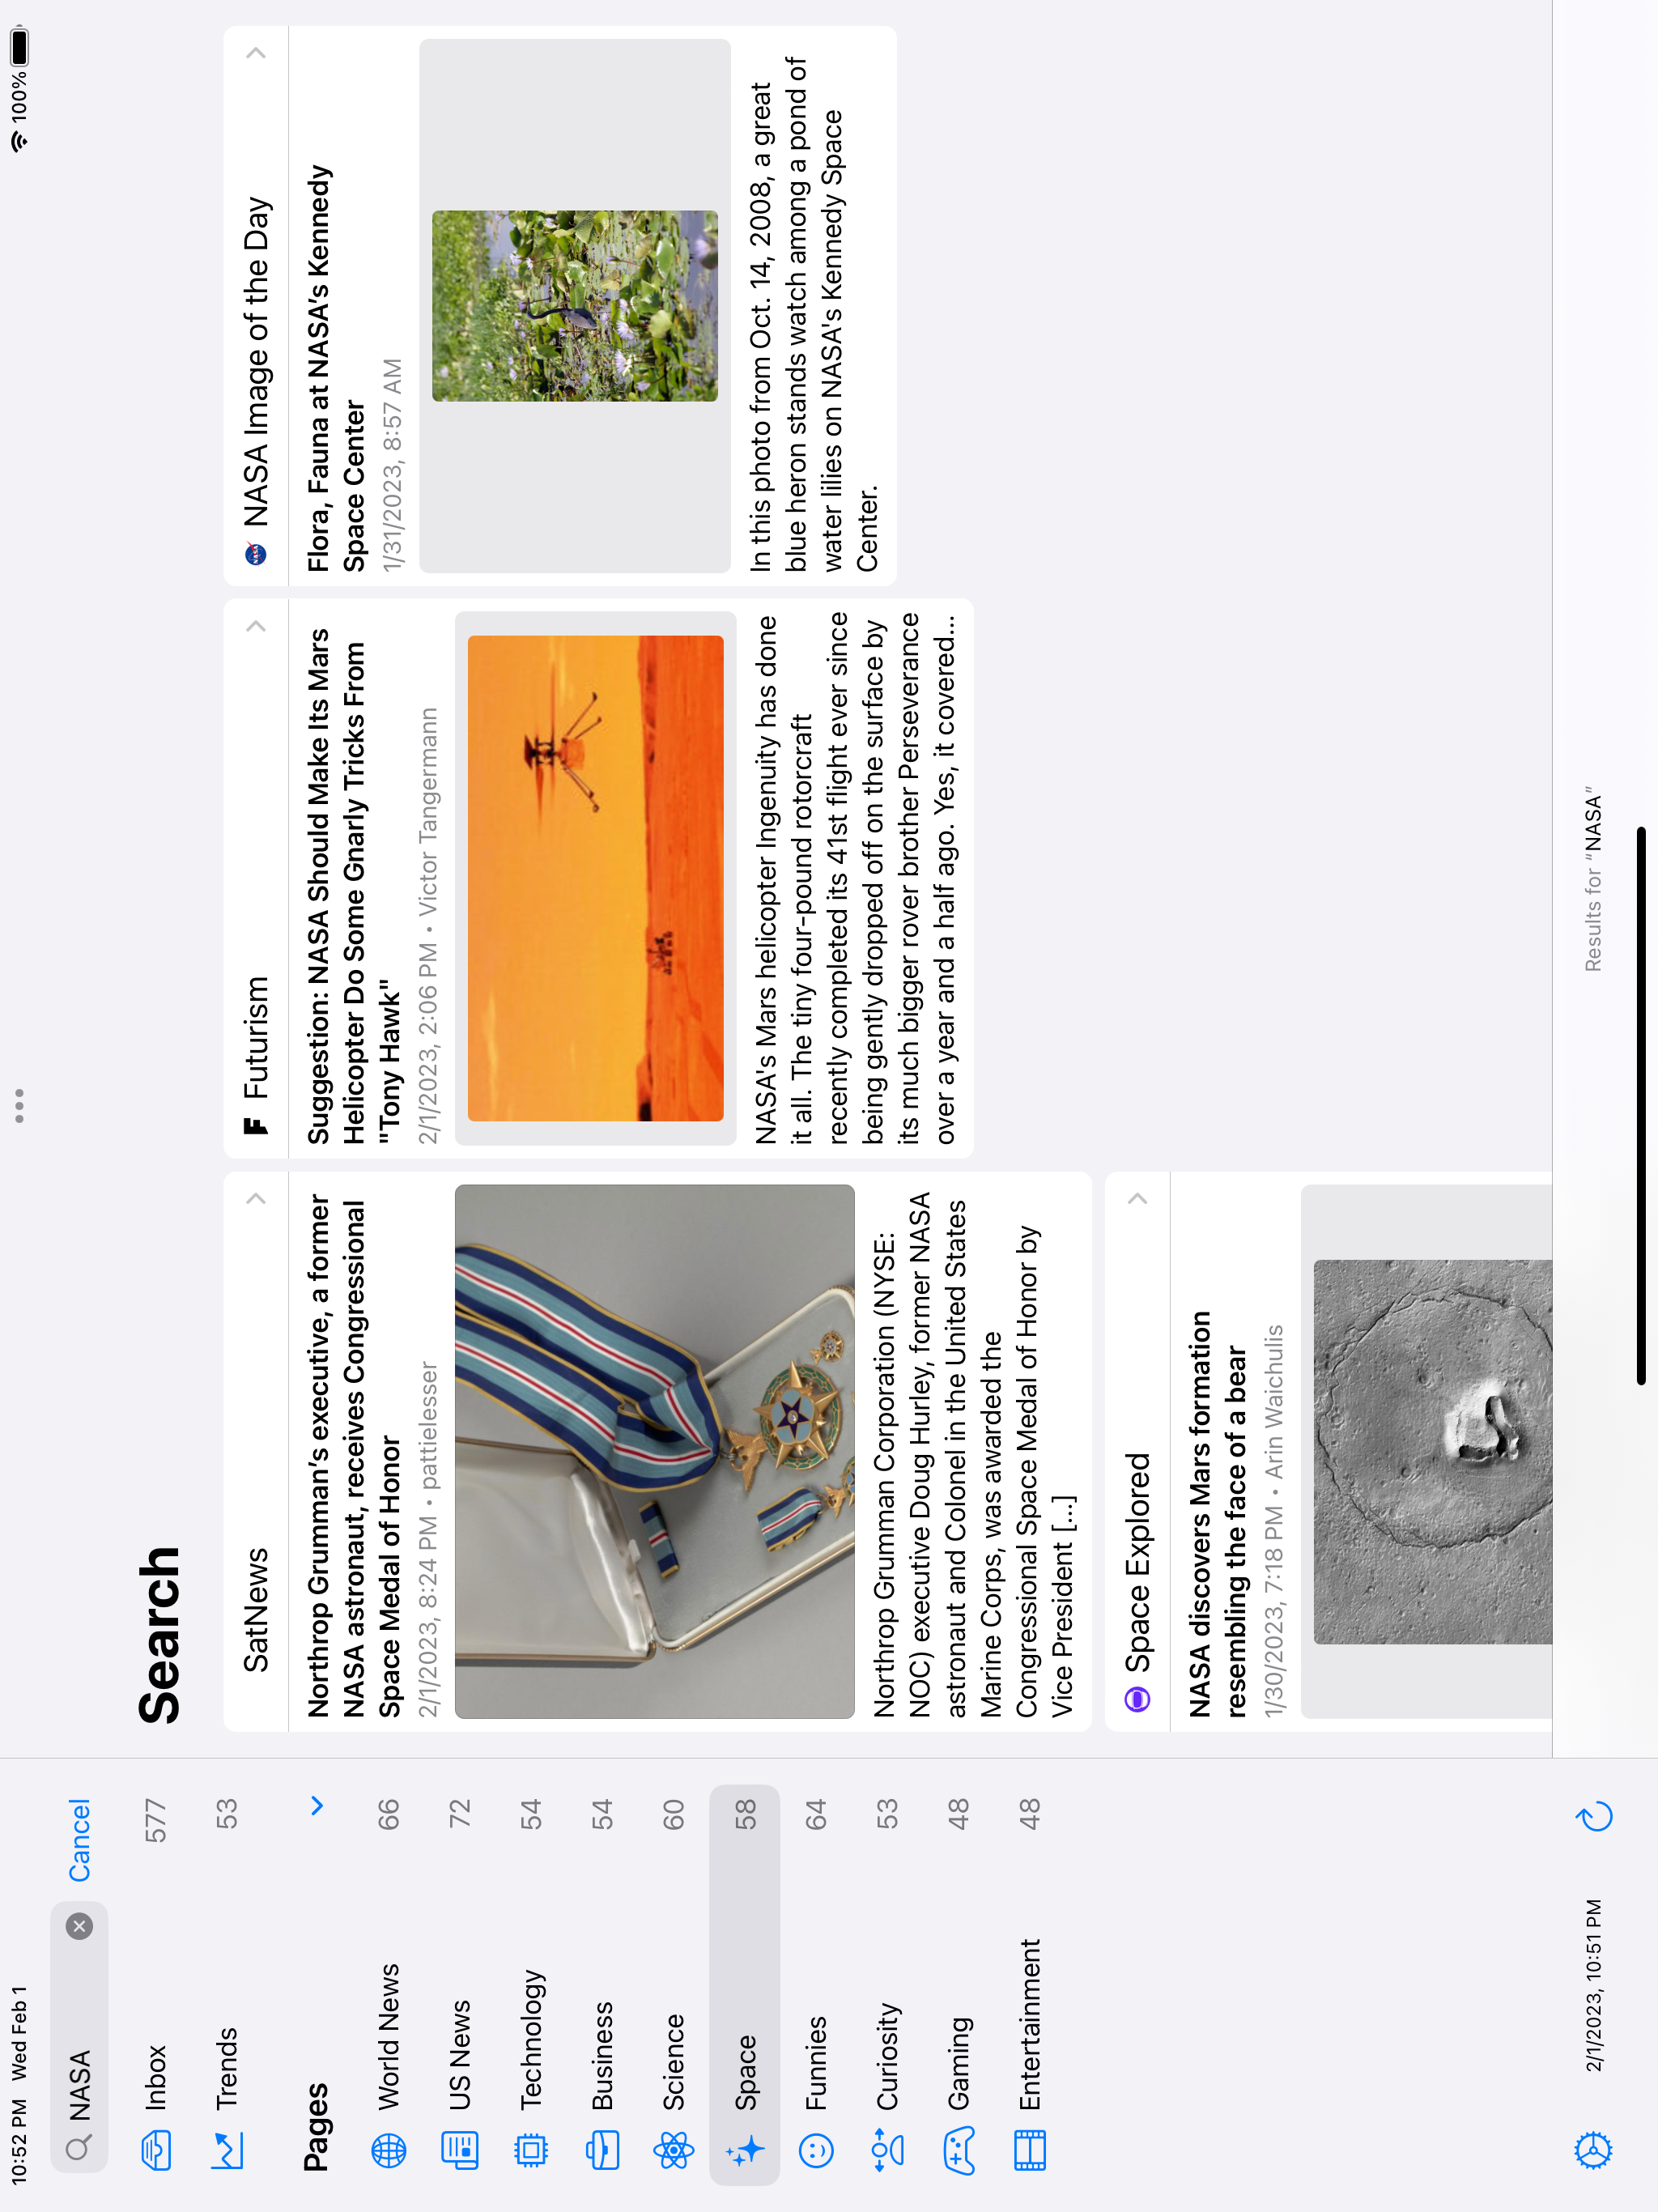 10:52 PM Wed Feb 1
100%
NASA
Cancel
Inbox 577
Trends 53
Pages
World News 66
US News 72
Technology 54
Business 54
Science 60
Space 58
Funnies 64
Curiosity 53
Gaming 48
Entertainment 48
2/1/2023, 10:51 PM
Search
SatNews
Northrop Grumman’s executive, a former
NASA astronaut, receives Congressional
Space Medal of Honor
2/1/2023, 8:24 PM • pattielesser
Northrop Grumman Corporation (NYSE:
NOC) executive Doug Hurley, former NASA
astronaut and Colonel in the United States
Marine Corps, was awarded the
Congressional Space Medal of Honor by
Vice President [...]
Space Explored
NASA discovers Mars formation
resembling the face of a bear
1/30/2023, 7:18 PM • Arin Waichulis
F Futurism
Suggestion: NASA Should Make Its Mars
Helicopter Do Some Gnarly Tricks From
"Tony Hawk"
2/1/2023, 2:06 PM • Victor Tangermann
NASA's Mars helicopter Ingenuity has done
it all. The tiny four-pound rotorcraft
recently completed its 41st flight ever since
being gently dropped off on the surface by
its much bigger rover brother Perseverance
over a year and a half ago. Yes, it covered...
NASA NASA Image of the Day
Flora, Fauna at NASA's Kennedy
Space Center
1/31/2023, 8:57 AM
In this photo from Oct. 14, 2008, a great
blue heron stands watch among a pond of
water lilies on NASA's Kennedy Space
Center.
Results for “NASA”